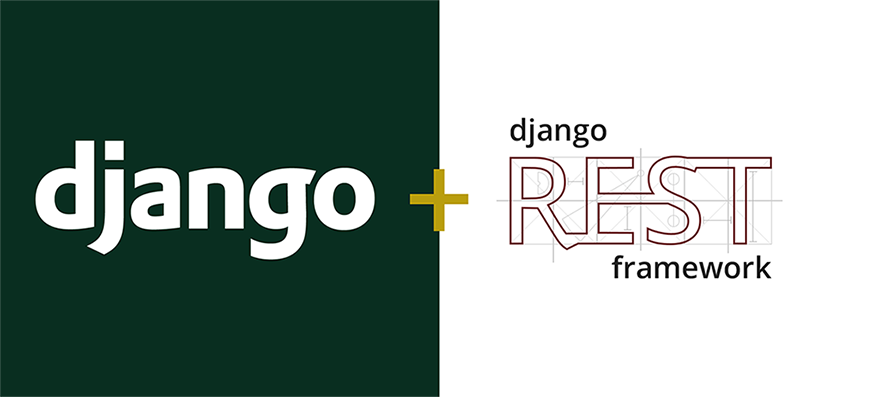 django
+
django
REST
framework